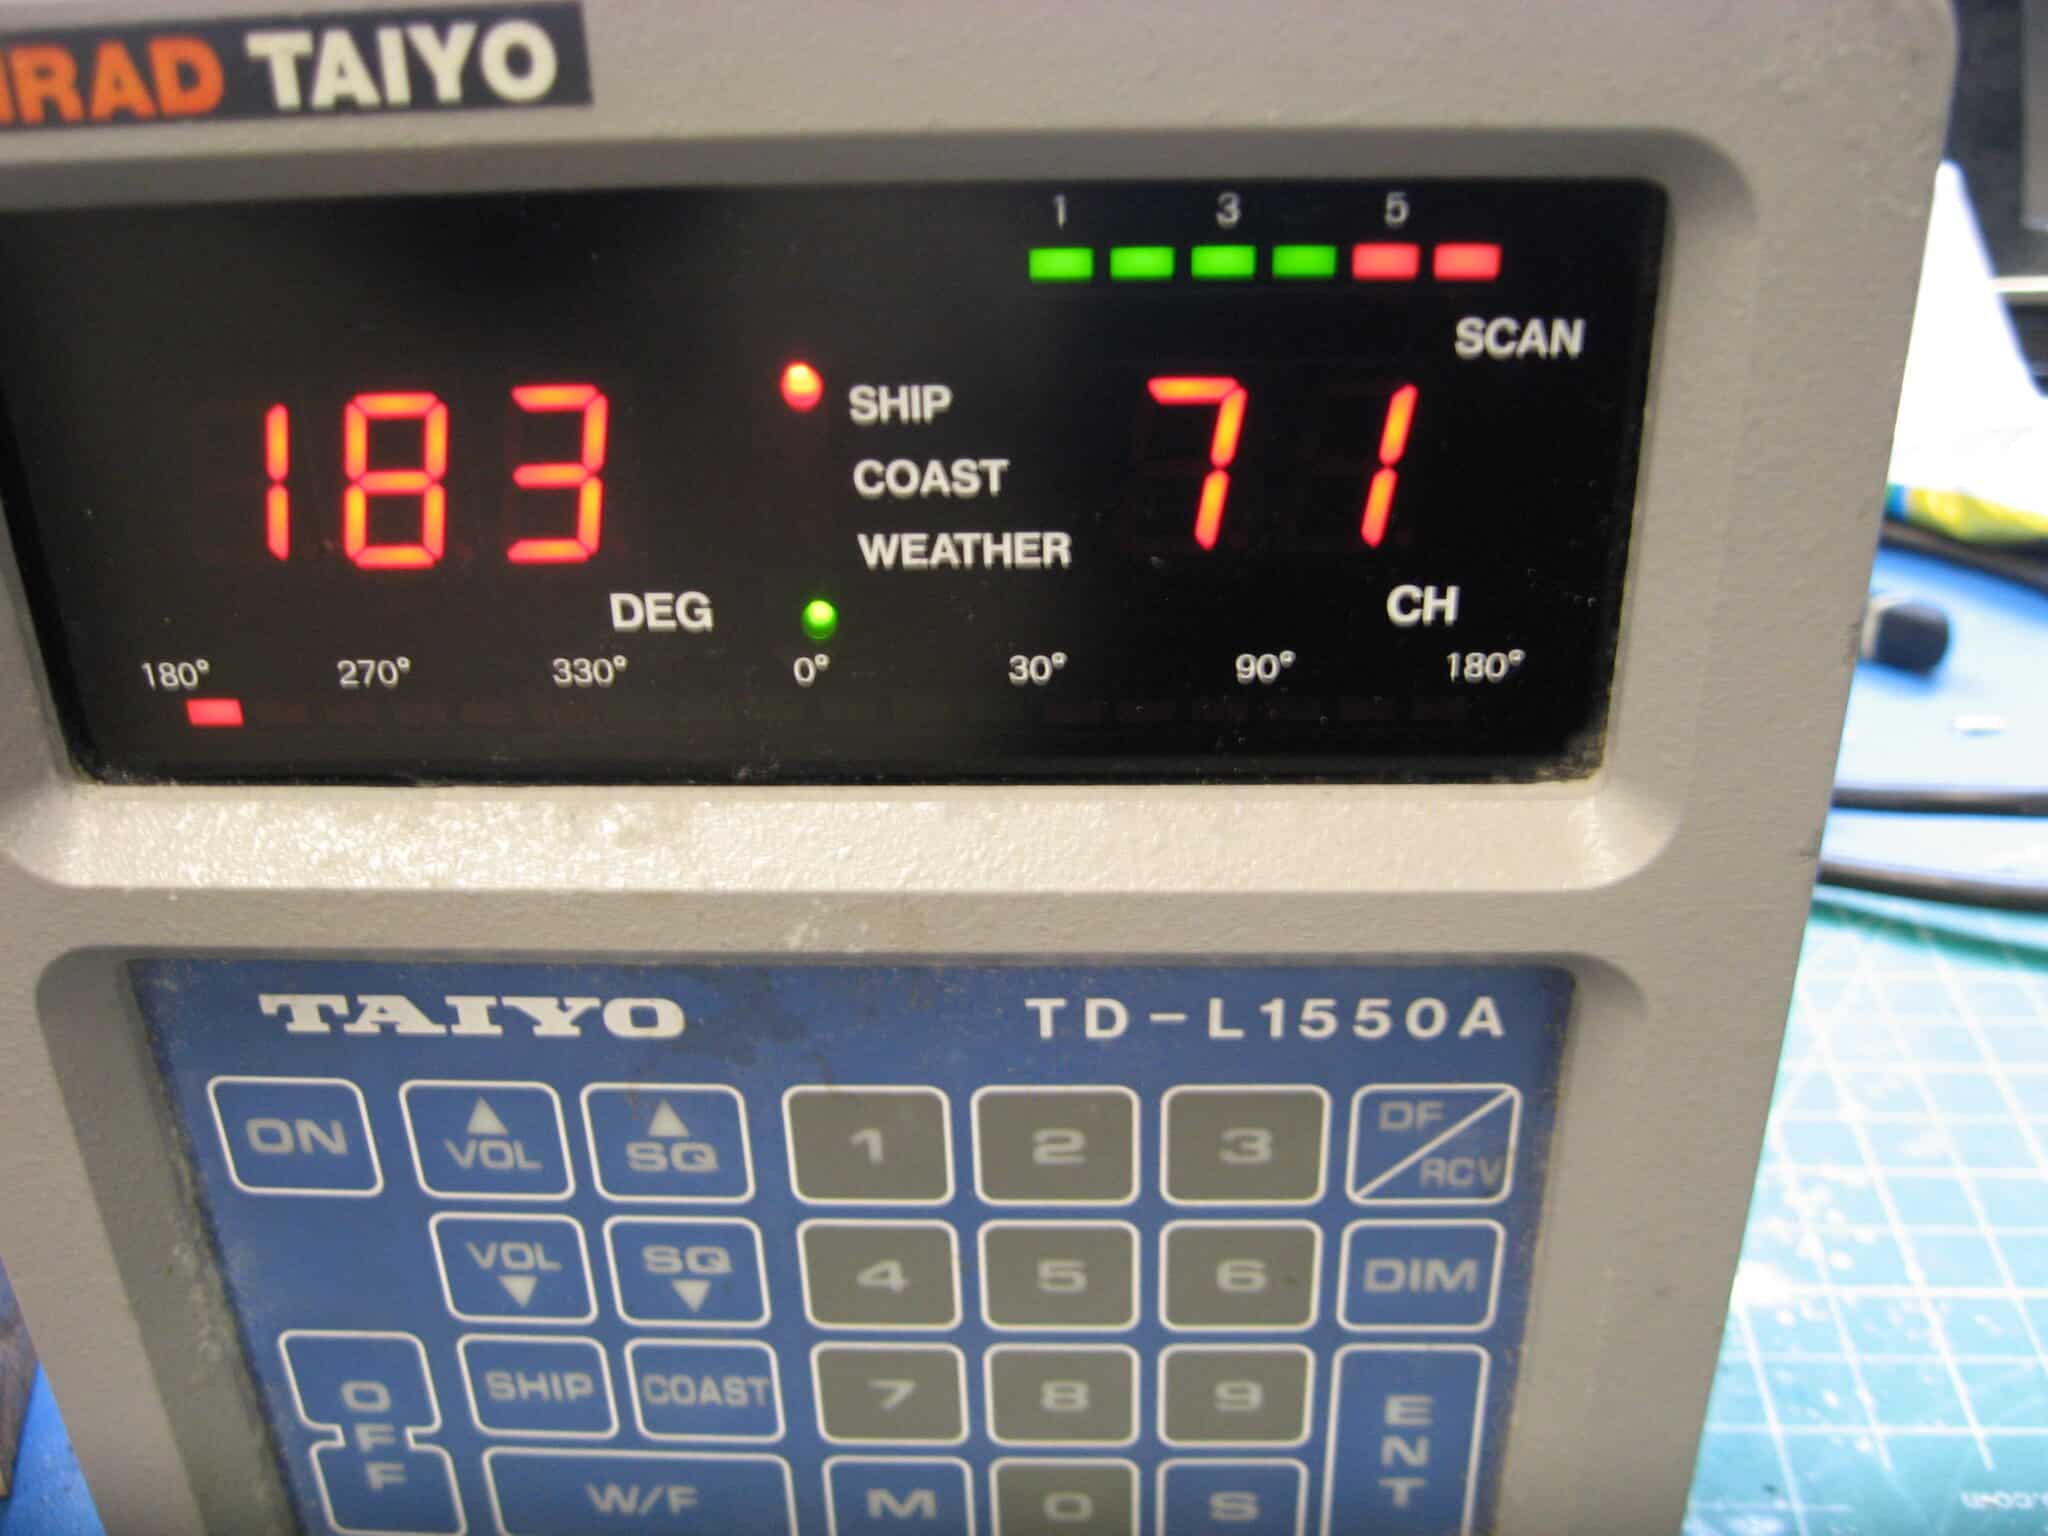 IRAD TAIYO
1 3 5
SCAN
183 SHIP 71
COAST
WEATHER
DEG CH
180° 270° 330° 0° 30° 90° 180°
TAIYO TD-L1550A
ON VOL SQ 1 2 3 DF/RCV
VOL SQ 4 5 6 DIM
OFF SHIP COAST 7 8 9 ENT
W/F M 0 S